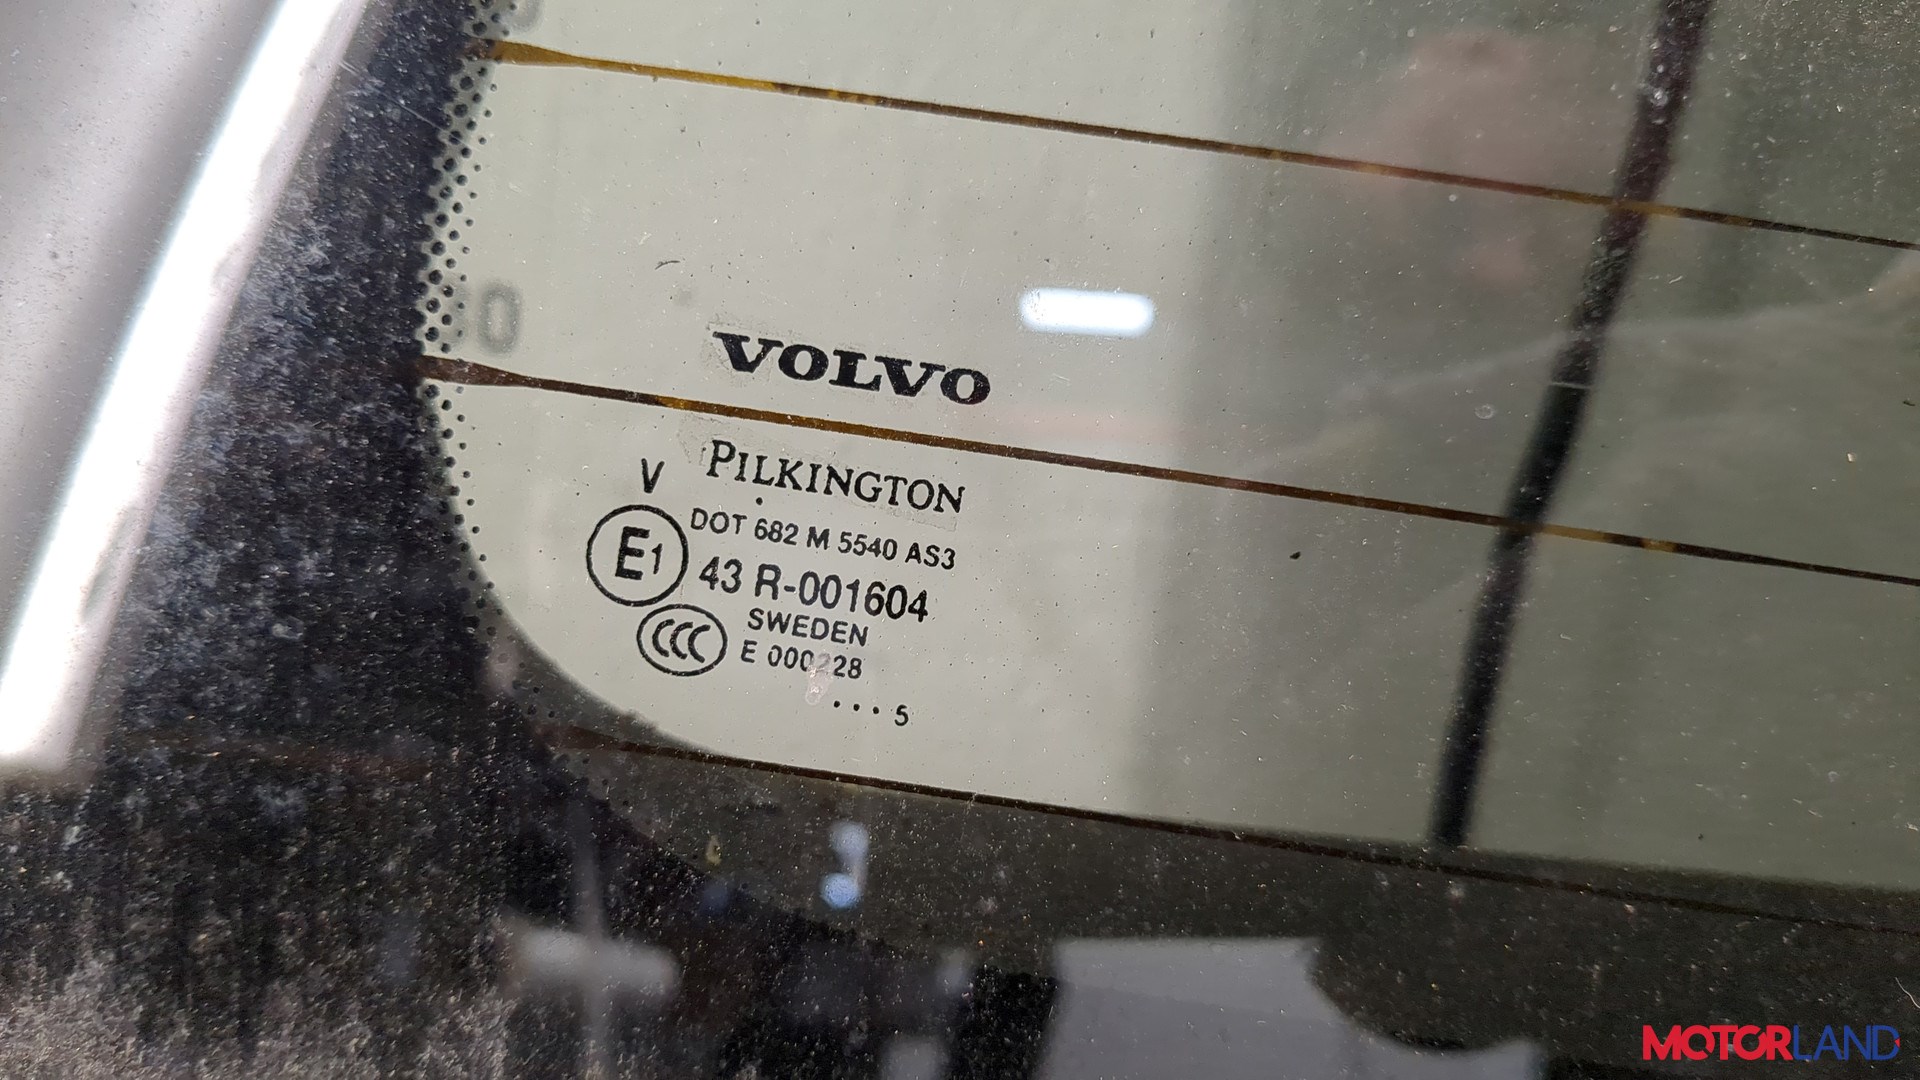 VOLVO
PILKINGTON
V
DOT 682 M 5540 AS3
E1
43 R-001604
SWEDEN
CCC
E 000228
...5
MOTORLAND